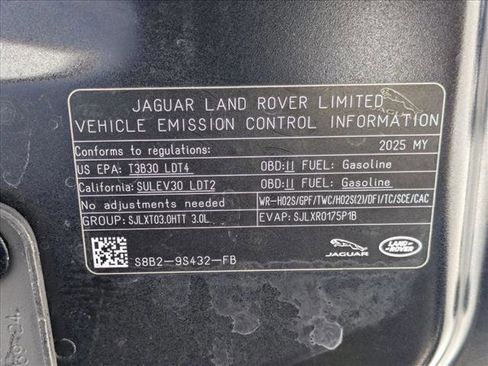 JAGUAR LAND ROVER LIMITED
VEHICLE EMISSION CONTROL INFORMATION
Conforms to regulations: 2025 MY
US EPA: T3B30 LDT4 OBD:II FUEL: Gasoline
California: SULEV30 LDT2 OBD:II FUEL: Gasoline
No adjustments needed WR-HO2S/GPF/TWC/HO2S(2)/DFI/TC/SCE/CAC
GROUP: SJLXT03.0HTT 3.0L EVAP: SJLXR0175P1B
S8B2-9S432-FB
JAGUAR
LAND-
ROVER